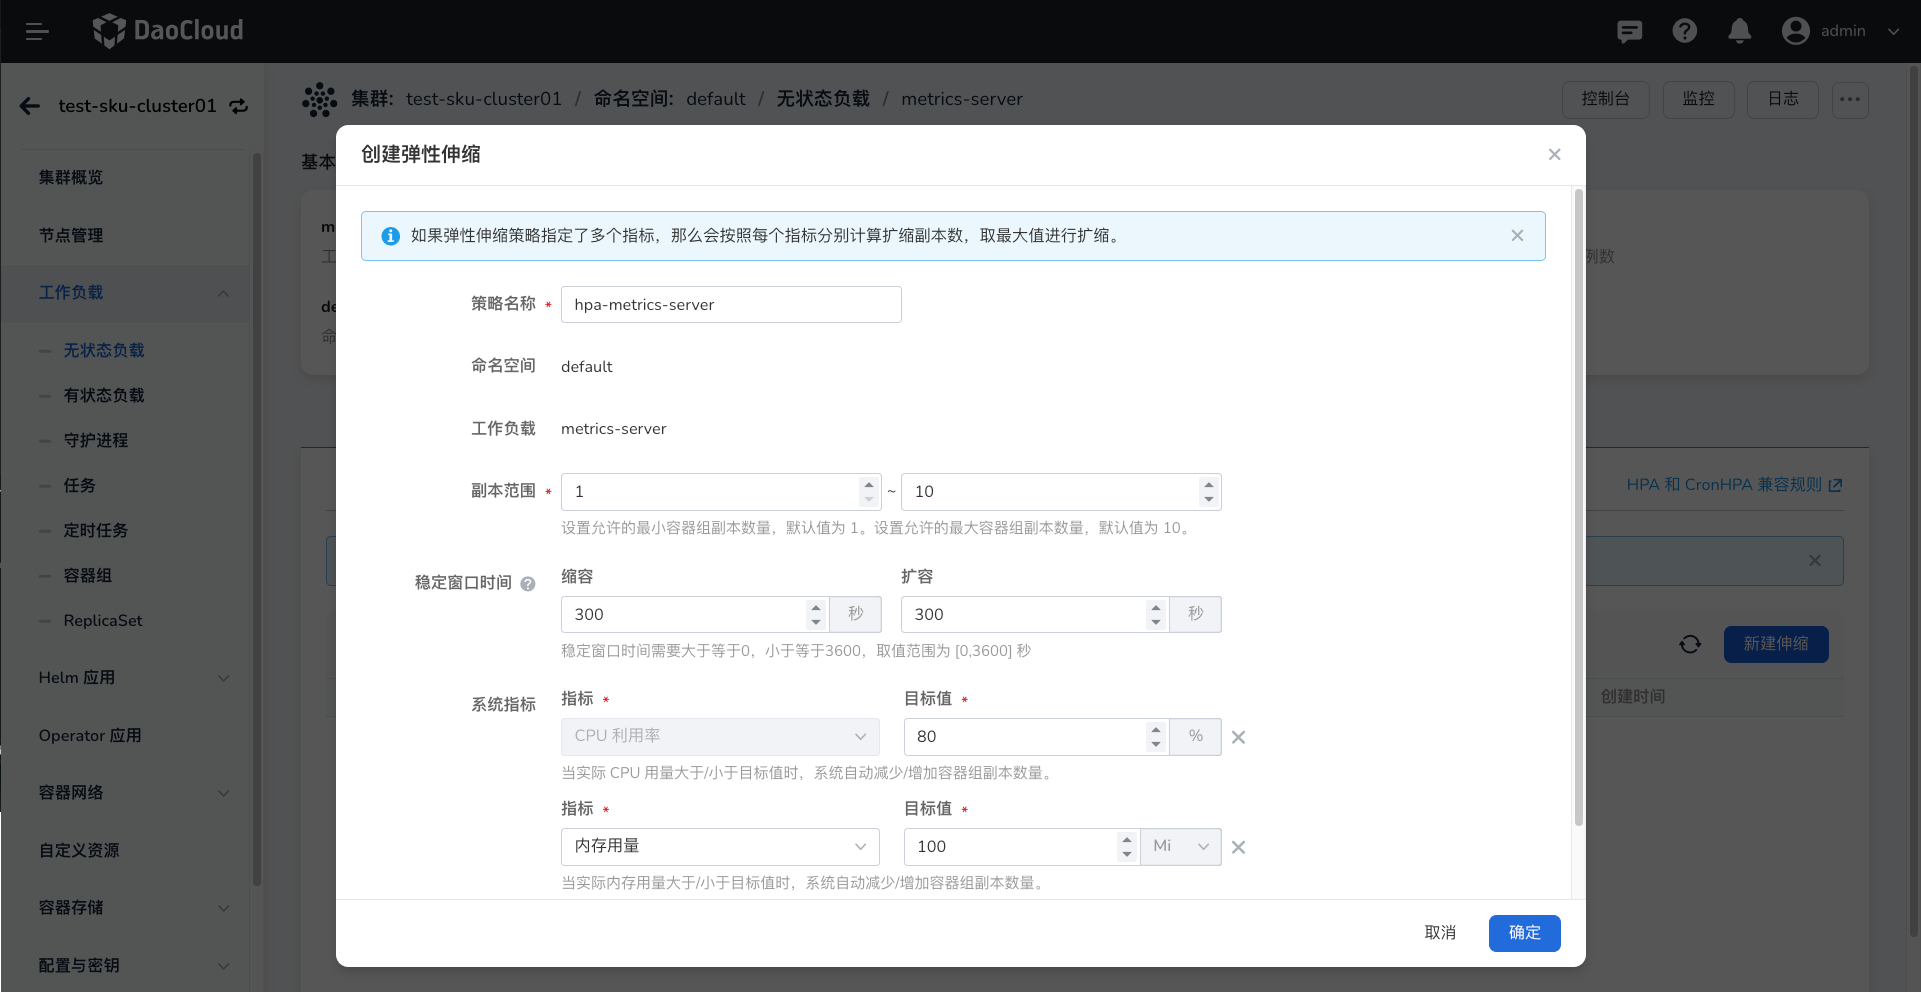 DaoCloud
admin
test-sku-cluster01
集群: test-sku-cluster01 / 命名空间: default / 无状态负载 / metrics-server
控制台
监控
日志
基本
集群概览
节点管理
工作负载
无状态负载
有状态负载
守护进程
任务
定时任务
容器组
ReplicaSet
Helm 应用
Operator 应用
容器网络
自定义资源
容器存储
配置与密钥
m
工
de
命
例数
HPA 和 CronHPA 兼容规则
新建伸缩
创建时间
创建弹性伸缩
如果弹性伸缩策略指定了多个指标，那么会按照每个指标分别计算扩缩副本数，取最大值进行扩缩。
策略名称 * hpa-metrics-server
命名空间 default
工作负载 metrics-server
副本范围 * 1 ~ 10
设置允许的最小容器组副本数量，默认值为 1。设置允许的最大容器组副本数量，默认值为 10。
稳定窗口时间 缩容 扩容
300 秒 300 秒
稳定窗口时间需要大于等于0，小于等于3600，取值范围为 [0,3600] 秒
系统指标 指标 * 目标值 *
CPU 利用率 80 %
当实际 CPU 用量大于/小于目标值时，系统自动减少/增加容器组副本数量。
指标 * 目标值 *
内存用量 100 Mi
当实际内存用量大于/小于目标值时，系统自动减少/增加容器组副本数量。
取消 确定